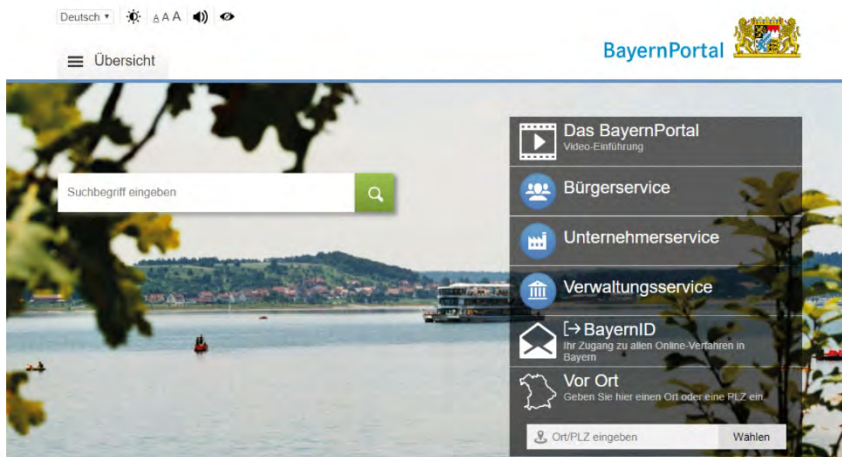 Deutsch
A A A
Übersicht
BayernPortal
Suchbegriff eingeben
Das BayernPortal
Video-Einführung
Bürgerservice
Unternehmerservice
Verwaltungsservice
BayernID
Ihr Zugang zu allen Online-Verfahren in
Bayern
Vor Ort
Geben Sie hier einen Ort oder eine PLZ ein.
Ort/PLZ eingeben
Wählen